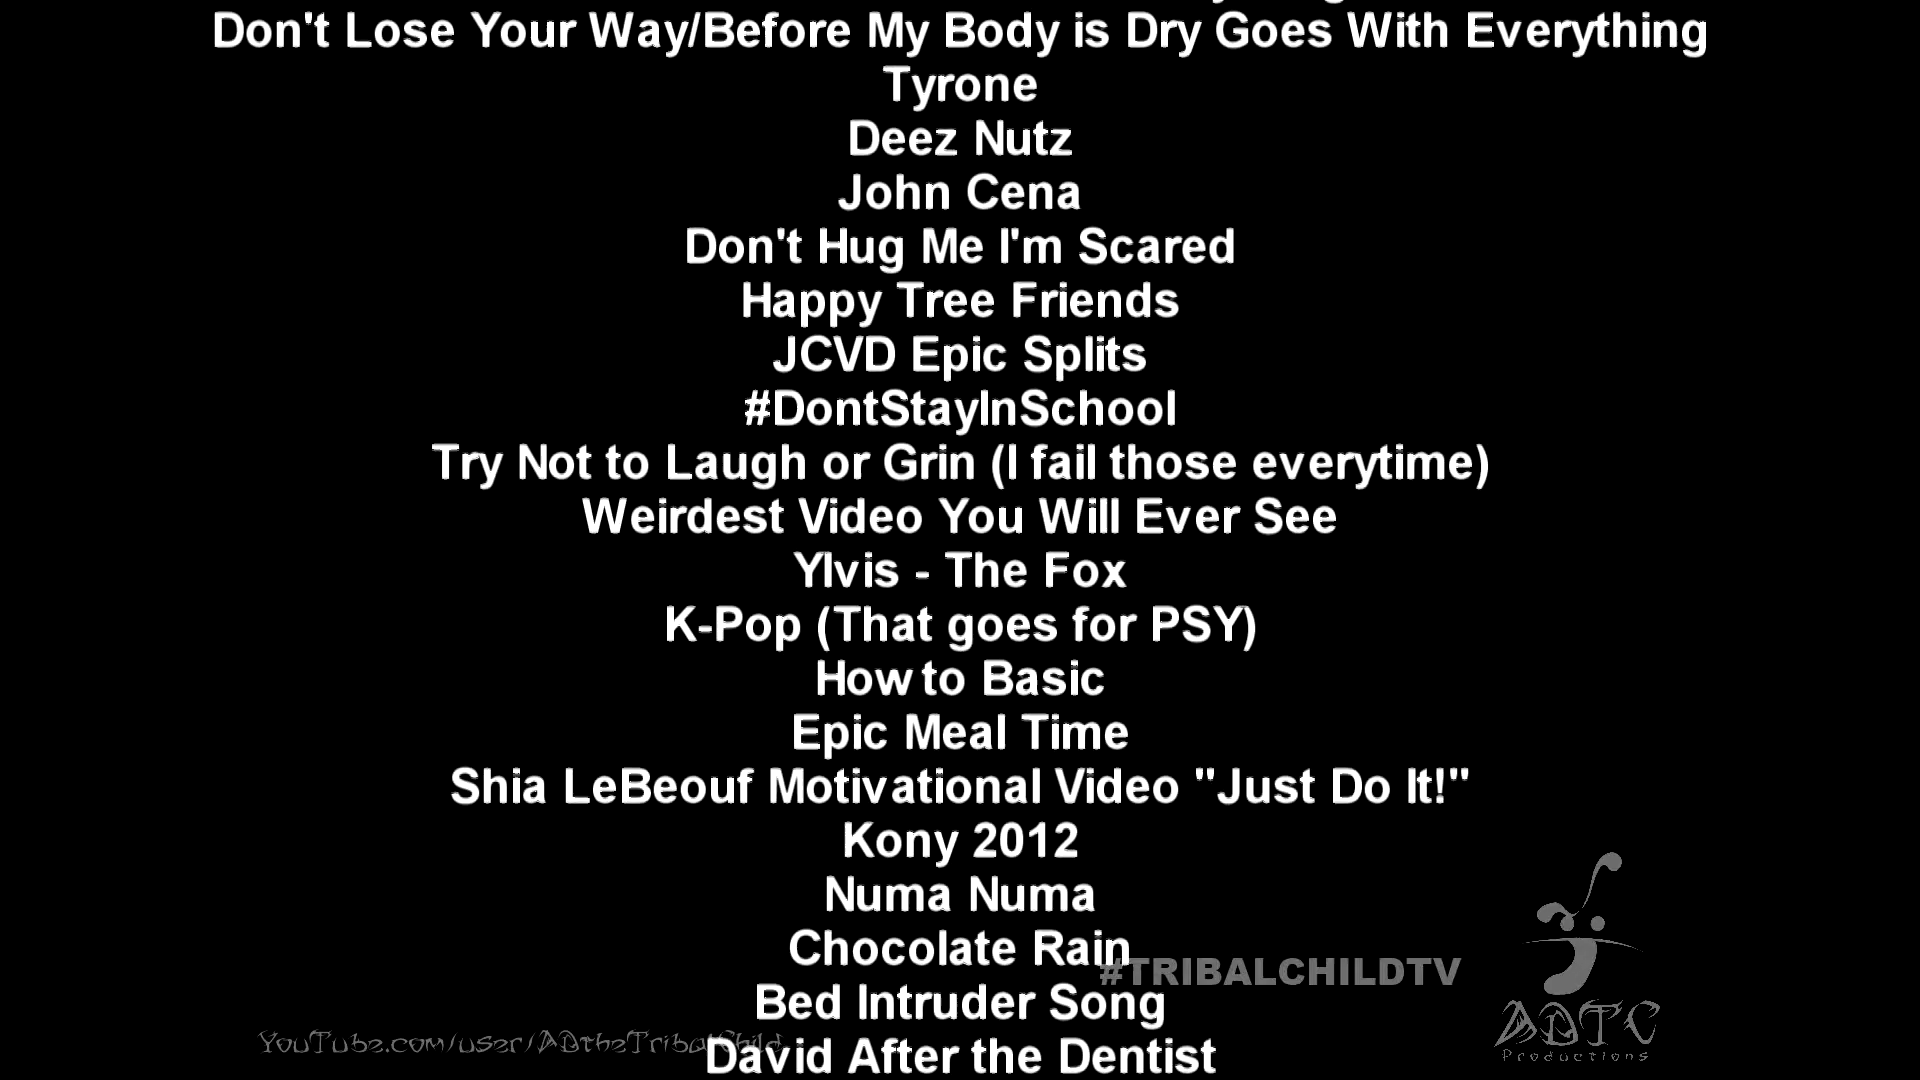 Don't Lose Your Way/Before My Body is Dry Goes With Everything
Tyrone
Deez Nutz
John Cena
Don't Hug Me I'm Scared
Happy Tree Friends
JCVD Epic Splits
#DontStayInSchool
Try Not to Laugh or Grin (I fail those everytime)
Weirdest Video You Will Ever See
Ylvis - The Fox
K-Pop (That goes for PSY)
How to Basic
Epic Meal Time
Shia LeBeouf Motivational Video "Just Do It!"
Kony 2012
Numa Numa
Chocolate Rain
#TRIBALCHILDTV
Bed Intruder Song
YouTube.com/user/ADtheTribalChild
David After the Dentist
ADTC
Productions